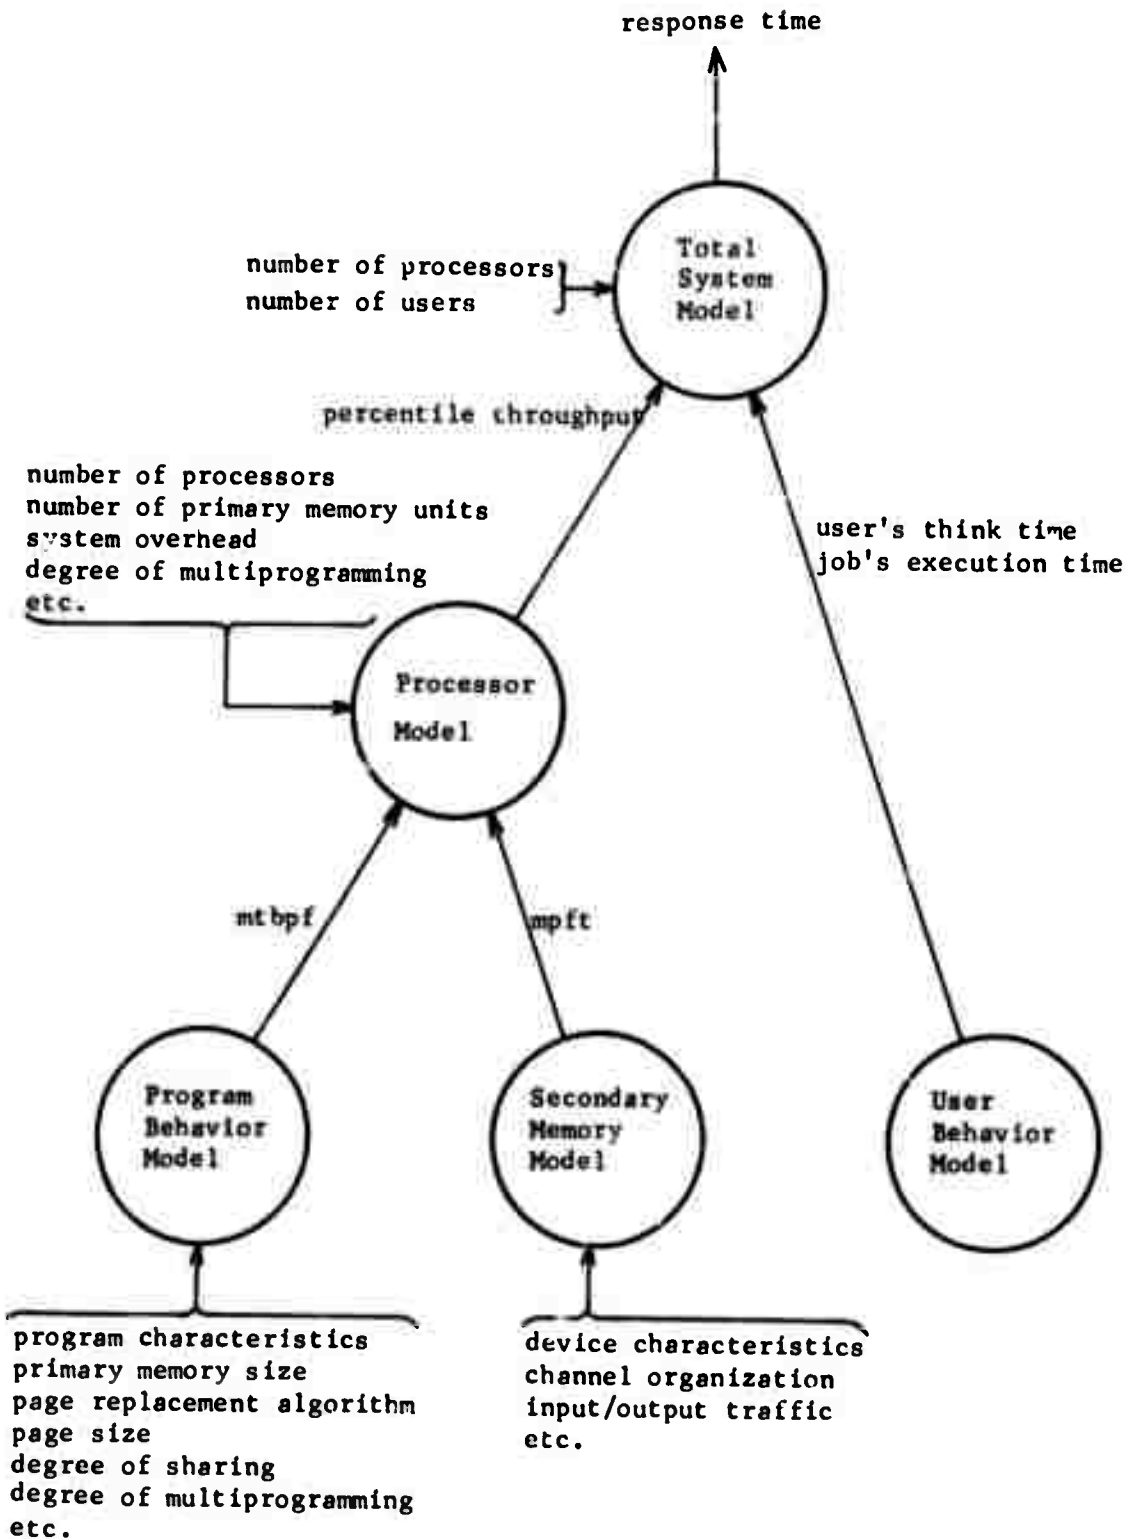 response time
Total
System
Model
number of processors
number of users
percentile throughput
number of processors
number of primary memory units
system overhead
degree of multiprogramming
etc.
user's think time
job's execution time
Processor
Model
mtbpf
mpft
Program
Behavior
Model
Secondary
Memory
Model
User
Behavior
Model
program characteristics
primary memory size
page replacement algorithm
page size
degree of sharing
degree of multiprogramming
etc.
device characteristics
channel organization
input/output traffic
etc.